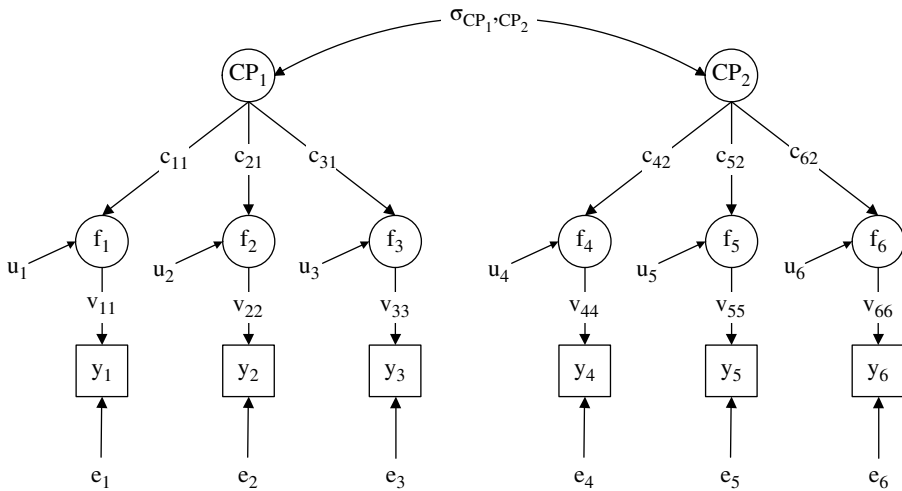 σCP₁,CP₂
CP₁ CP₂
c₁₁ c₂₁ c₃₁ c₄₂ c₅₂ c₆₂
f₁ f₂ f₃ f₄ f₅ f₆
u₁ u₂ u₃ u₄ u₅ u₆
v₁₁ v₂₂ v₃₃ v₄₄ v₅₅ v₆₆
y₁ y₂ y₃ y₄ y₅ y₆
e₁ e₂ e₃ e₄ e₅ e₆